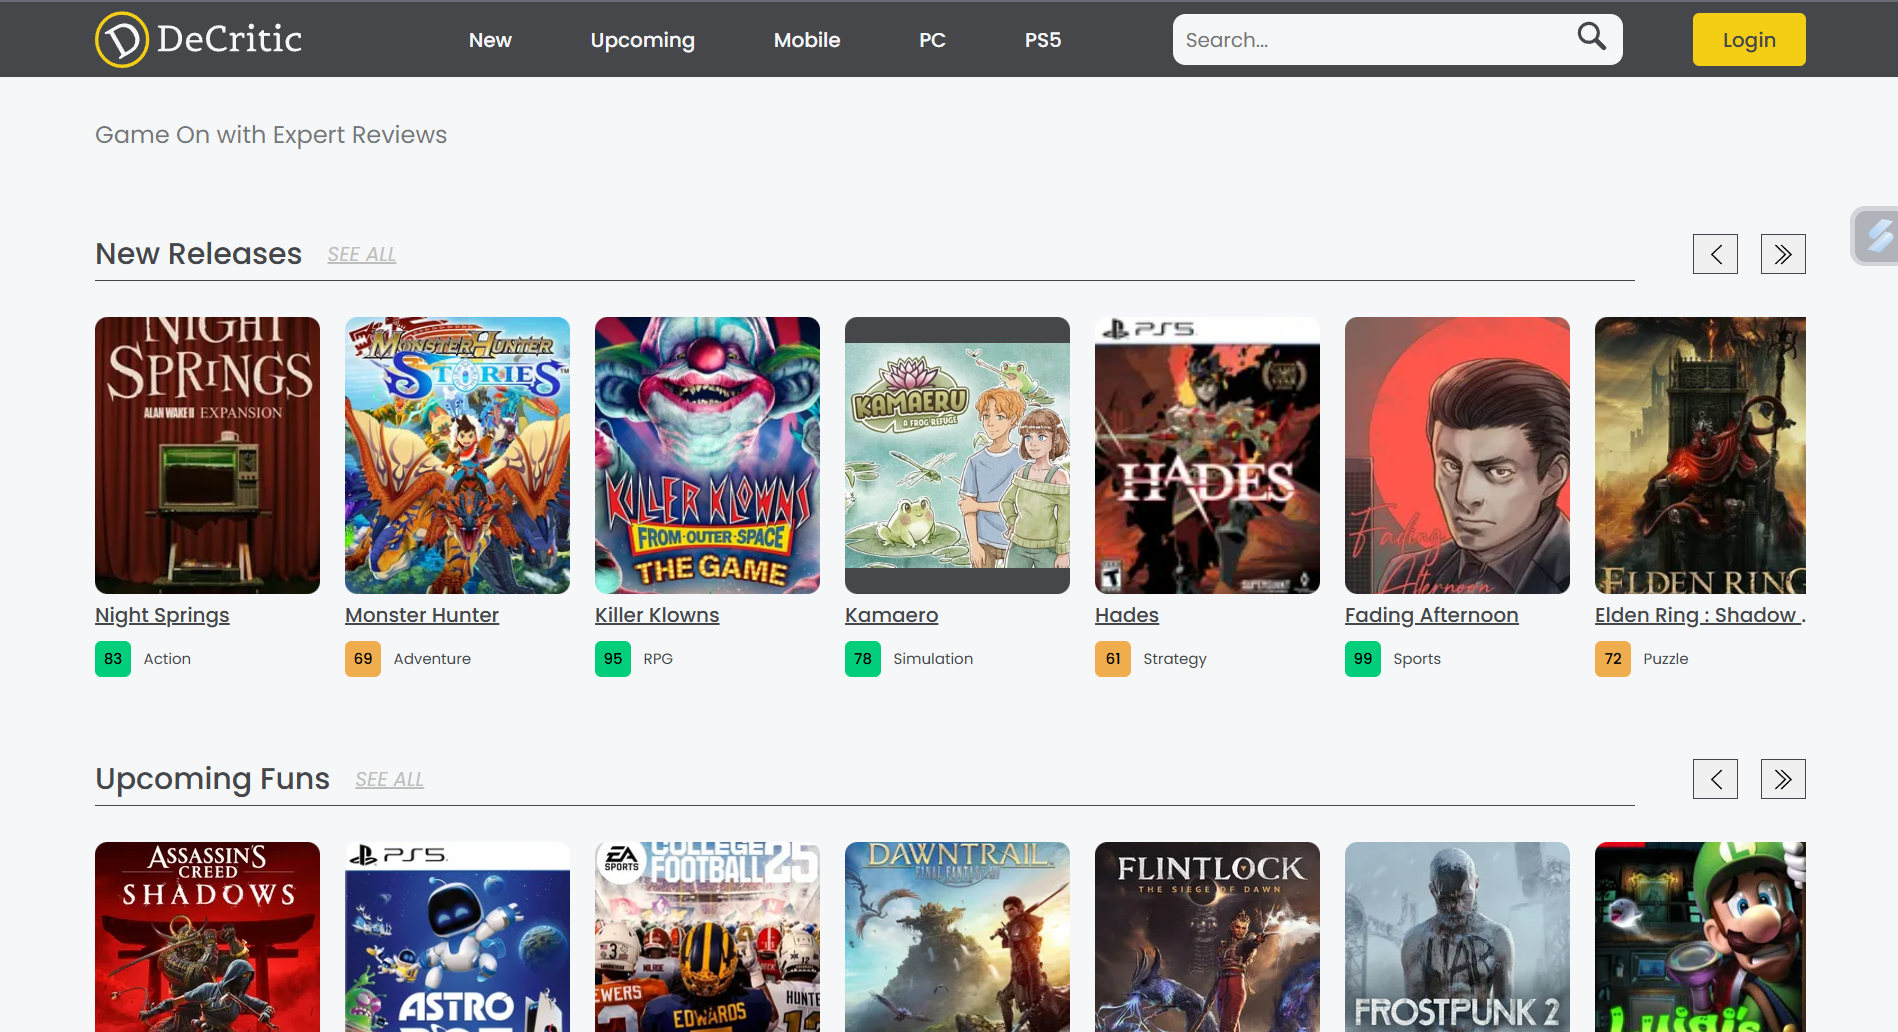 DeCritic
New
Upcoming
Mobile
PC
PS5
Search...
Login
Game On with Expert Reviews
New Releases
SEE ALL
NIGHT
SPRINGS
ALAN WAKE II EXPANSION
MONSTER HUNTER
STORIES
KILLER KLOWNS
FROM·OUTER·SPACE
THE GAME
KAMAERU
A FROG REFUGE
PS5
HADES
T
SUPERGIANT
Fading
Afternoon
ELDEN RING
Night Springs
Monster Hunter
Killer Klowns
Kamaero
Hades
Fading Afternoon
Elden Ring : Shadow .
83 Action
69 Adventure
95 RPG
78 Simulation
61 Strategy
99 Sports
72 Puzzle
Upcoming Funs
SEE ALL
ASSASSIN'S
CREED
SHADOWS
PS5
ASTRO
EA
SPORTS
COLLEGE
FOOTBALL 25
EWERS
EDWARDS
HUNTE
DAWNTRAIL
FINAL FANTASY XIV
FLINTLOCK
THE SIEGE OF DAWN
LIAR
FROSTPUNK 2
Luigi's